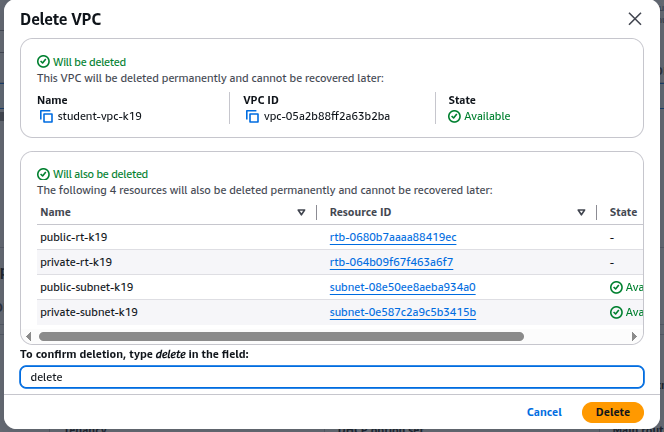 Delete VPC
Will be deleted
This VPC will be deleted permanently and cannot be recovered later:
Name VPC ID State
student-vpc-k19 vpc-05a2b88ff2a63b2ba Available
Will also be deleted
The following 4 resources will also be deleted permanently and cannot be recovered later:
Name Resource ID State
public-rt-k19 rtb-0680b7aaaa88419ec -
private-rt-k19 rtb-064b09f67f463a6f7 -
public-subnet-k19 subnet-08e50ee8aeba934a0 Ava
private-subnet-k19 subnet-0e587c2a9c5b3415b Ava
To confirm deletion, type delete in the field:
delete
Cancel Delete